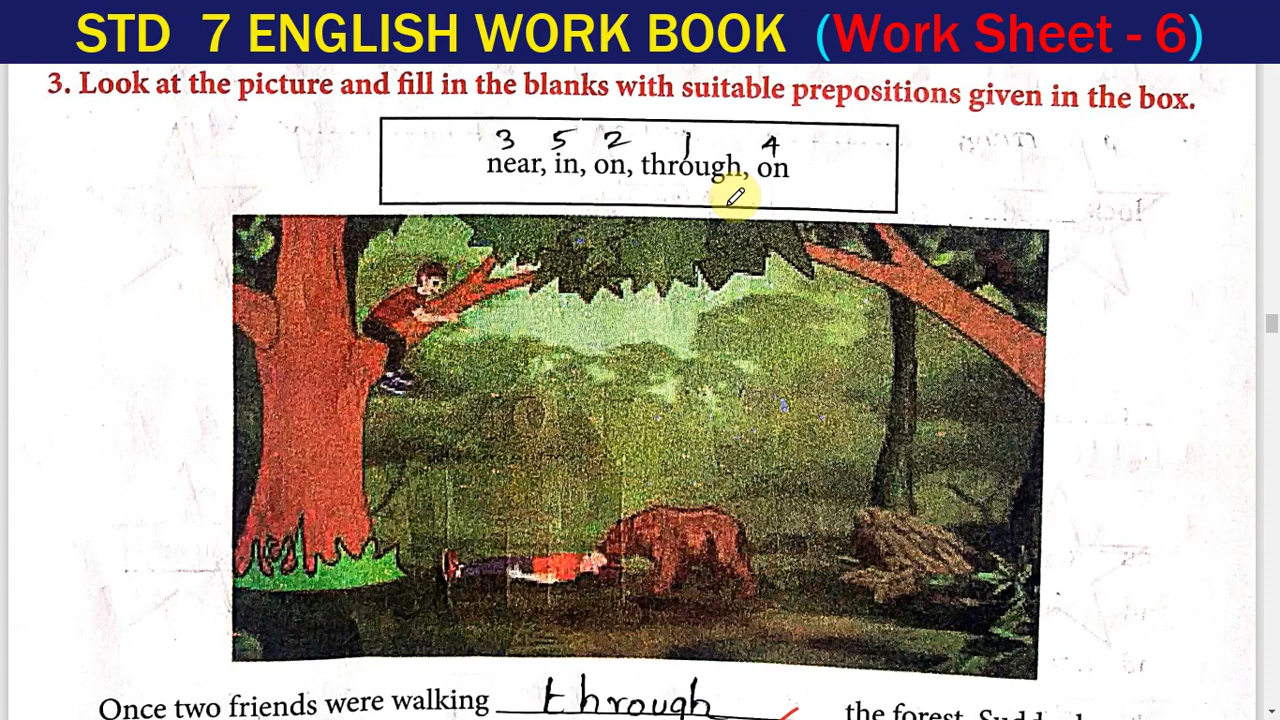 STD 7 ENGLISH WORK BOOK (Work Sheet - 6)
3. Look at the picture and fill in the blanks with suitable prepositions given in the box.
3 5 2 1 4
near, in, on, through, on
Once two friends were walking through the forest.